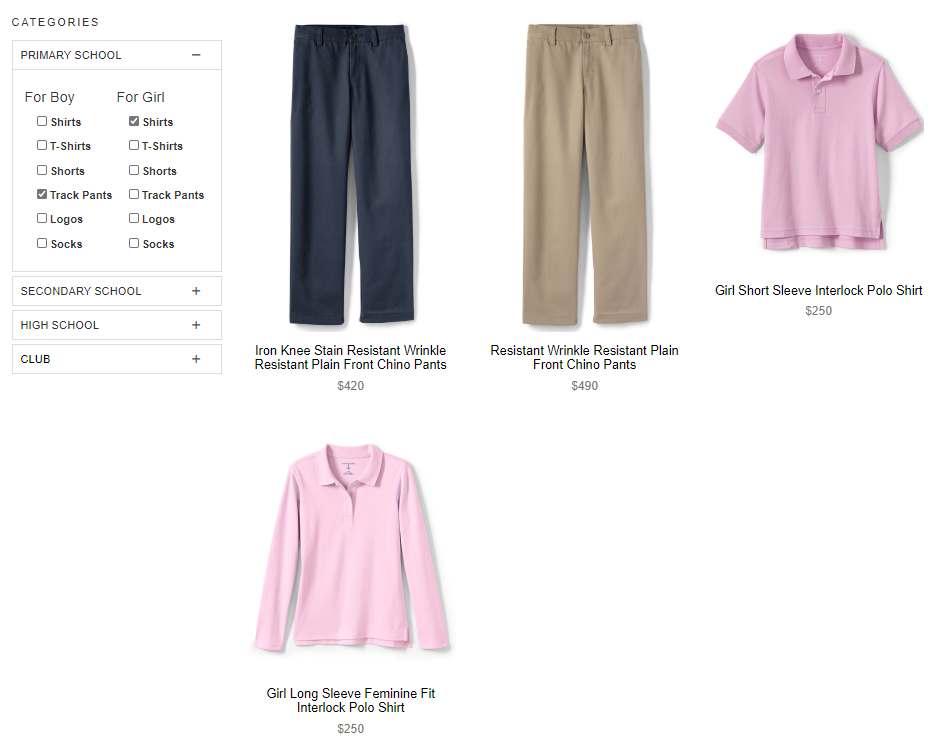 CATEGORIES
PRIMARY SCHOOL −
For Boy For Girl
Shirts Shirts
T-Shirts T-Shirts
Shorts Shorts
Track Pants Track Pants
Logos Logos
Socks Socks
SECONDARY SCHOOL +
HIGH SCHOOL +
CLUB +
Iron Knee Stain Resistant Wrinkle
Resistant Plain Front Chino Pants
$420
Resistant Wrinkle Resistant Plain
Front Chino Pants
$490
Girl Short Sleeve Interlock Polo Shirt
$250
Girl Long Sleeve Feminine Fit
Interlock Polo Shirt
$250